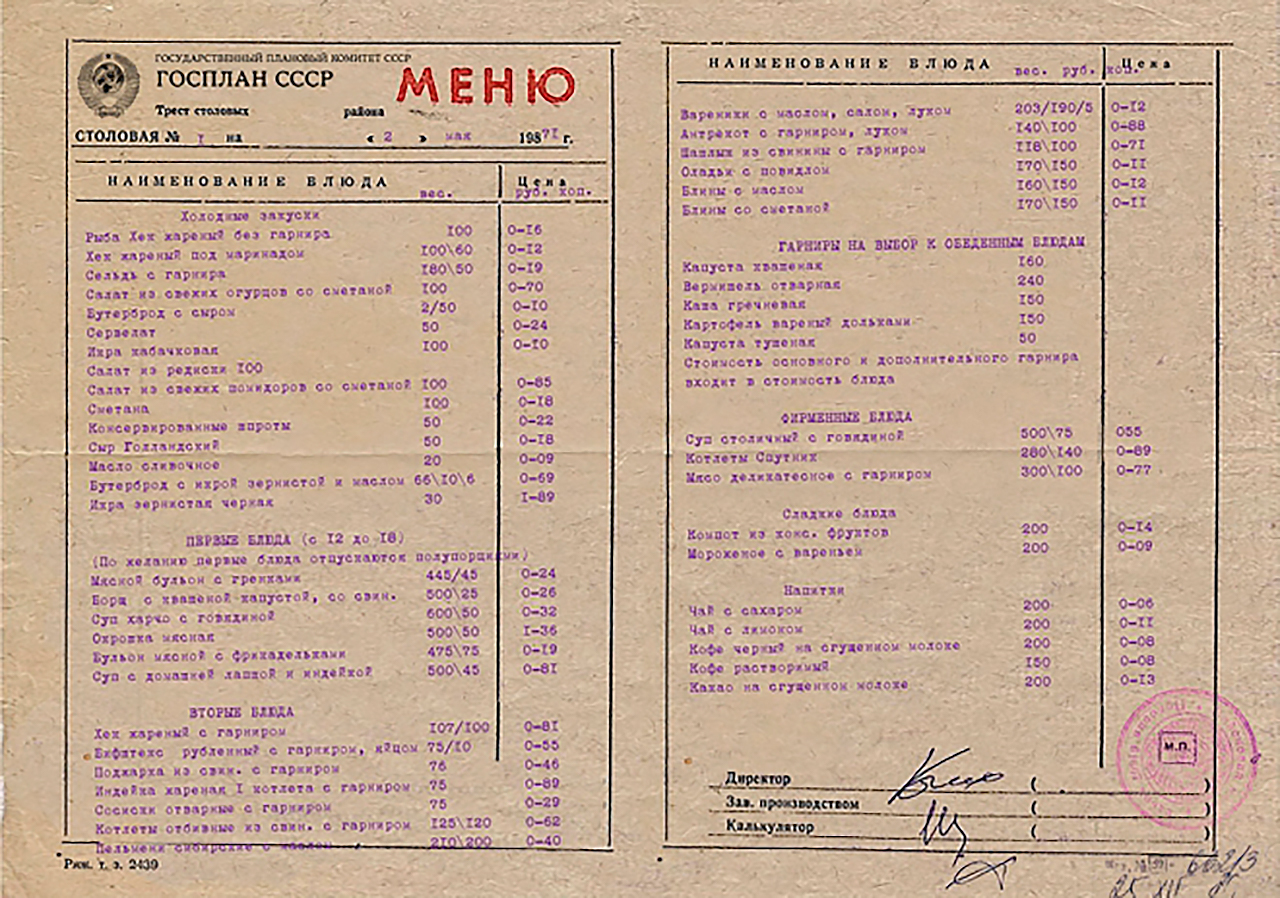 ГОСУДАРСТВЕННЫЙ ПЛАНОВЫЙ КОМИТЕТ СССР
ГОСПЛАН СССР
МЕНЮ
Трест столовых района
СТОЛОВАЯ № I на « 2 » мая 19871 г.
НАИМЕНОВАНИЕ БЛЮДА вес. Цена руб. коп.
Холодные закуски
Рыба Хек жареный без гарнира 100 0-16
Хек жареный под маринадом 100\60 0-12
Сельдь с гарнира 180\50 0-19
Салат из свежих огурцов со сметаной 100 0-70
Бутерброд с сыром 2/50 0-10
Сервелат 50 0-24
Икра кабачковая 100 0-10
Салат из редиски 100
Салат из свежих помидоров со сметаной 100 0-85
Сметана 100 0-18
Консервированные шпроты 50 0-22
Сыр Голландский 50 0-18
Масло сливочное 20 0-09
Бутерброд с икрой зернистой и маслом 66\10\6 0-69
Икра зернистая черная 30 1-89
ПЕРВЫЕ БЛЮДА (с 12 до 18)
(По желанию первые блюда отпускаются полупорциями)
Мясной бульон с гренками 445/45 0-24
Борщ с квашеной капустой, со свин. 500\25 0-26
Суп харчо с говядиной 600\50 0-32
Окрошка мясная 500\50 1-36
Бульон мясной с фрикадельками 475\75 0-19
Суп с домашней лапшой и индейкой 500\45 0-81
ВТОРЫЕ БЛЮДА
Хек жареный с гарниром 107/100 0-81
Бифштекс рубленный с гарниром, яйцом 75/10 0-55
Поджарка из свин. с гарниром 76 0-46
Индейка жареная I котлета с гарниром 75 0-89
Сосиски отварные с гарниром 75 0-29
Котлеты отбивные из свин. с гарниром 125\120 0-62
Пельмени сибирские с маслом 210\200 0-40
Риж. т. з. 2439
НАИМЕНОВАНИЕ БЛЮДА вес. руб. коп. Цена
Вареники с маслом, салом, луком 203/190/5 0-12
Антрекот с гарниром, луком 140\100 0-88
Шашлык из свинины с гарниром 118\100 0-71
Оладьи с повидлом 170\150 0-11
Блины с маслом 160\150 0-12
Блины со сметаной 170\150 0-11
ГАРНИРЫ НА ВЫБОР К ОБЕДЕННЫМ БЛЮДАМ
Капуста квашеная 160
Вермишель отварная 240
Каша гречневая 150
Картофель вареный дольками 150
Капуста тушеная 50
Стоимость основного и дополнительного гарнира
входит в стоимость блюда
ФИРМЕННЫЕ БЛЮДА
Суп столичный с говядиной 500\75 055
Котлеты Спутник 280\140 0-89
Мясо деликатесное с гарниром 300\100 0-77
Сладкие блюда
Компот из конс. фруктов 200 0-14
Мороженое с вареньем 200 0-09
Напитки
Чай с сахаром 200 0-06
Чай с лимоном 200 0-11
Кофе черный на сгущенном молоке 200 0-08
Кофе растворимый 150 0-08
Какао на сгущенном молоке 200 0-13
М.П.
Директор ( )
Зав. производством ( )
Калькулятор ( )